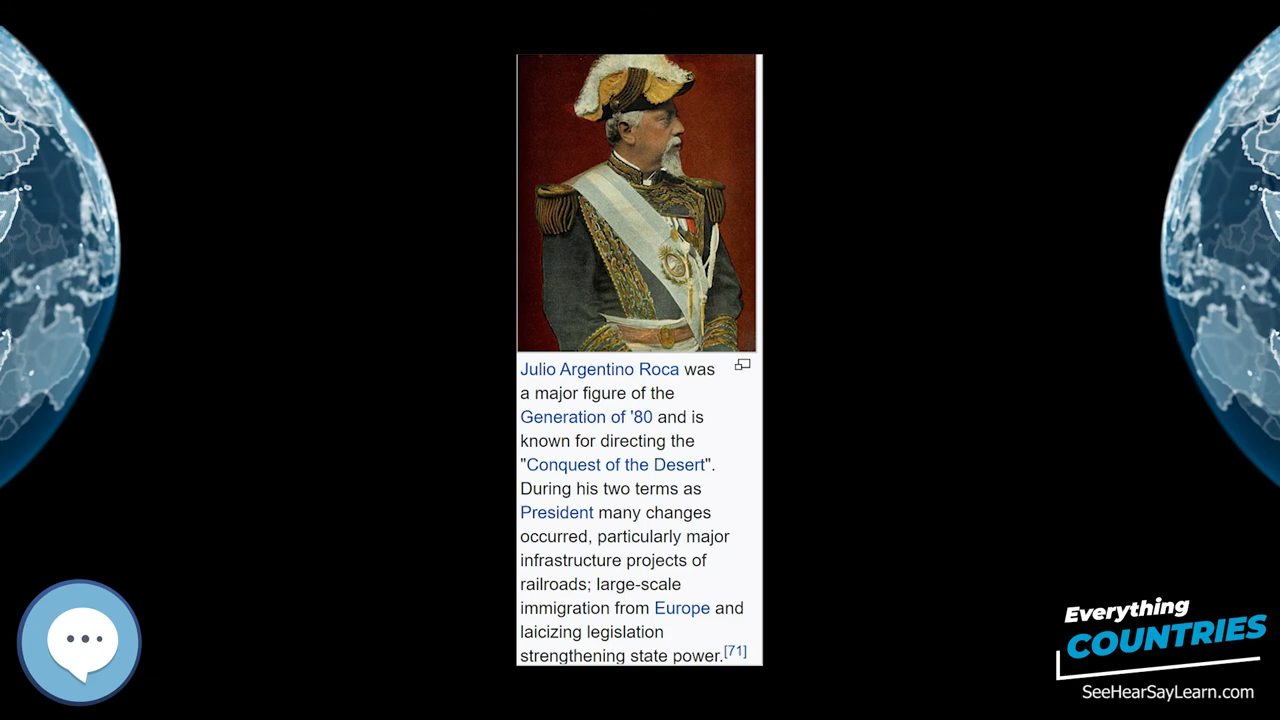 Julio Argentino Roca was
a major figure of the
Generation of '80 and is
known for directing the
"Conquest of the Desert".
During his two terms as
President many changes
occurred, particularly major
infrastructure projects of
railroads; large-scale
immigration from Europe and
laicizing legislation
strengthening state power.[71]
Everything
COUNTRIES
SeeHearSayLearn.com